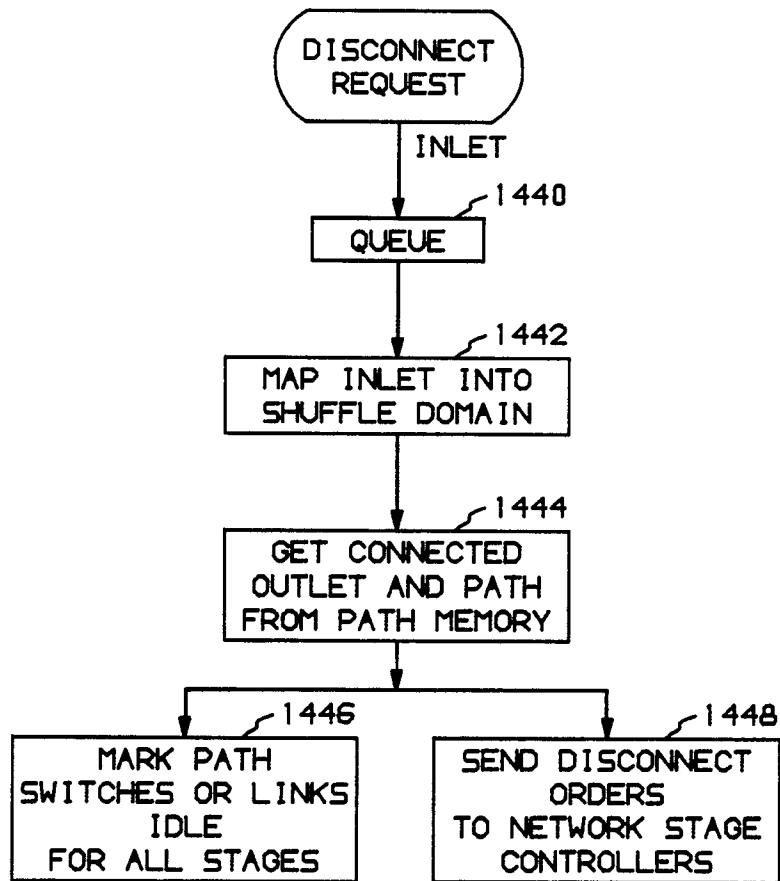 DISCONNECT
REQUEST
INLET
1440
QUEUE
1442
MAP INLET INTO
SHUFFLE DOMAIN
1444
GET CONNECTED
OUTLET AND PATH
FROM PATH MEMORY
1446
MARK PATH
SWITCHES OR LINKS
IDLE
FOR ALL STAGES
1448
SEND DISCONNECT
ORDERS
TO NETWORK STAGE
CONTROLLERS